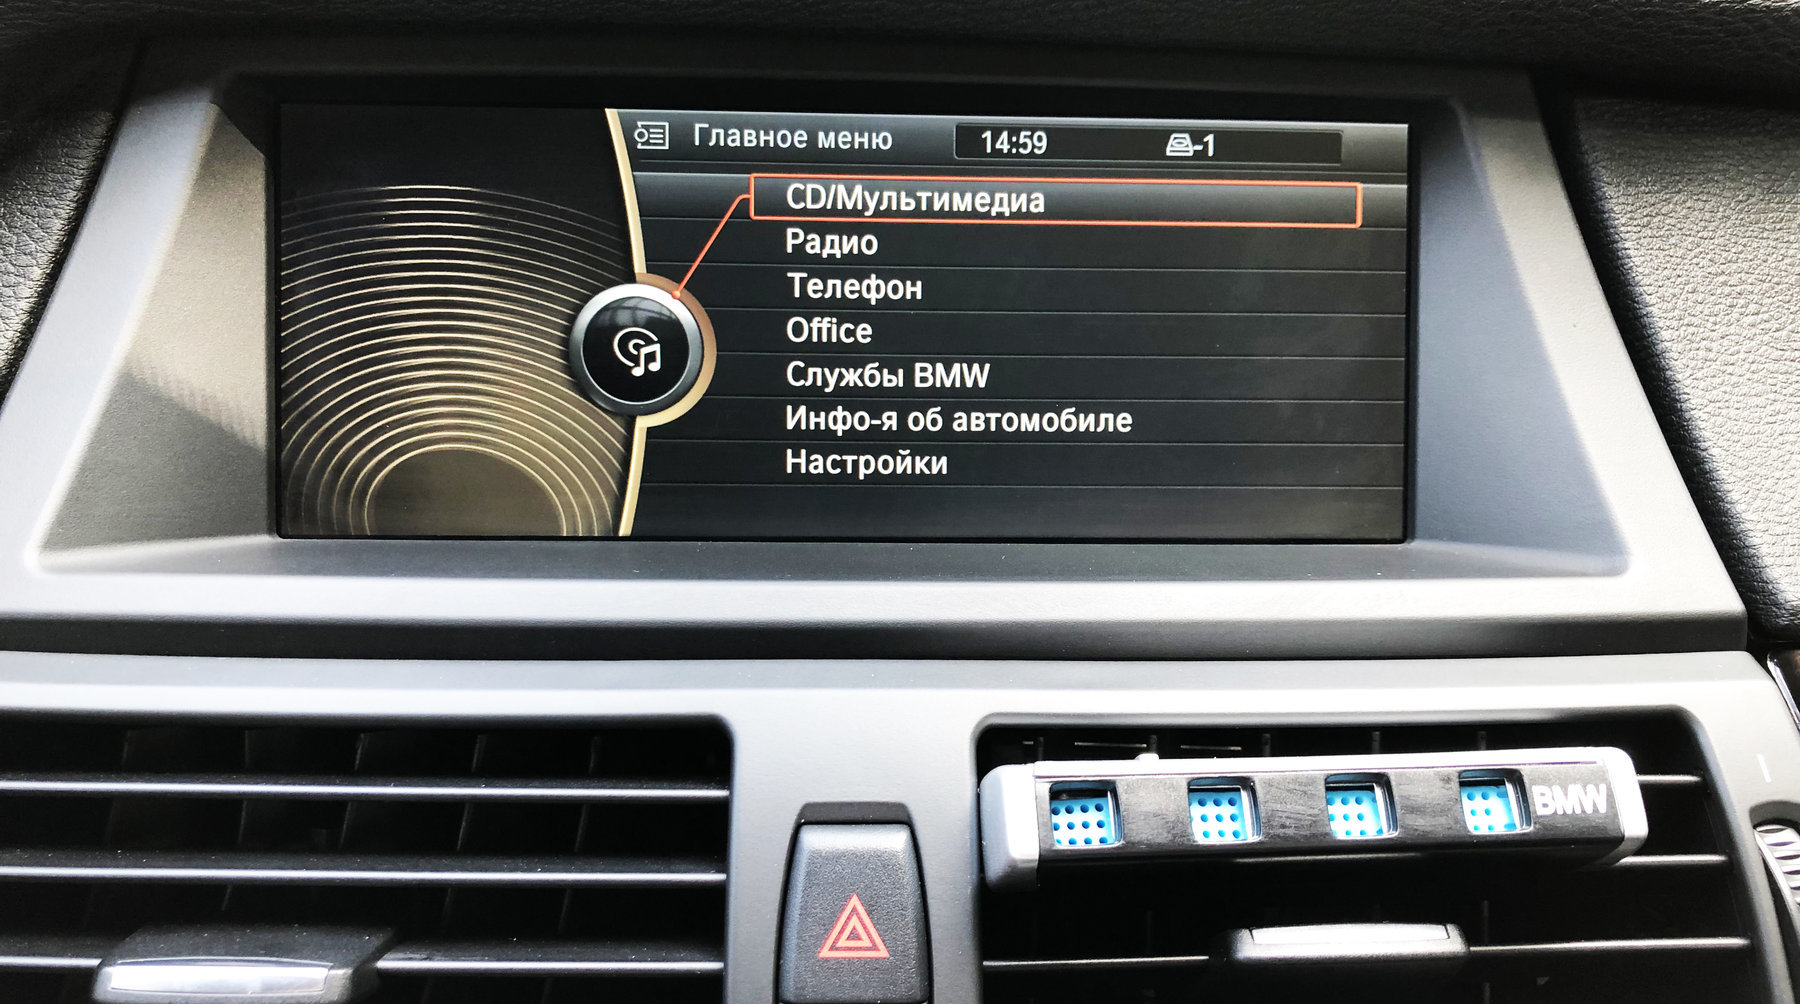 Главное меню 14:59 -1
CD/Мультимедиа
Радио
Телефон
Office
Службы BMW
Инфо-я об автомобиле
Настройки
BMW